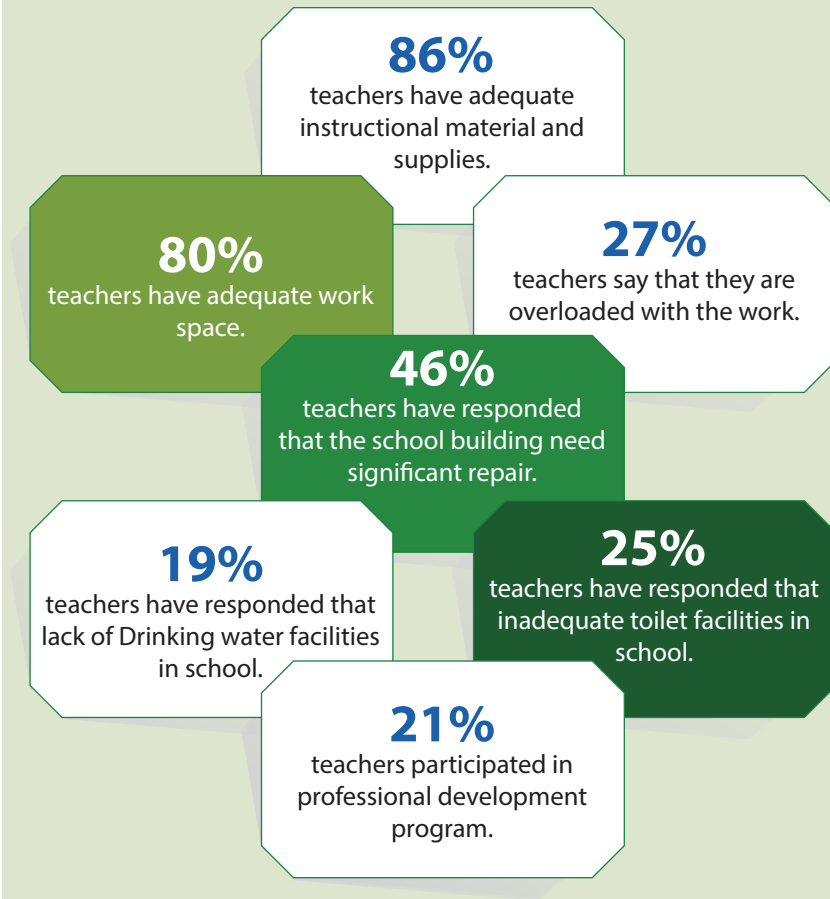 86%
teachers have adequate
instructional material and
supplies.
80%
teachers have adequate work
space.
27%
teachers say that they are
overloaded with the work.
46%
teachers have responded
that the school building need
significant repair.
19%
teachers have responded that
lack of Drinking water facilities
in school.
25%
teachers have responded that
inadequate toilet facilities in
school.
21%
teachers participated in
professional development
program.